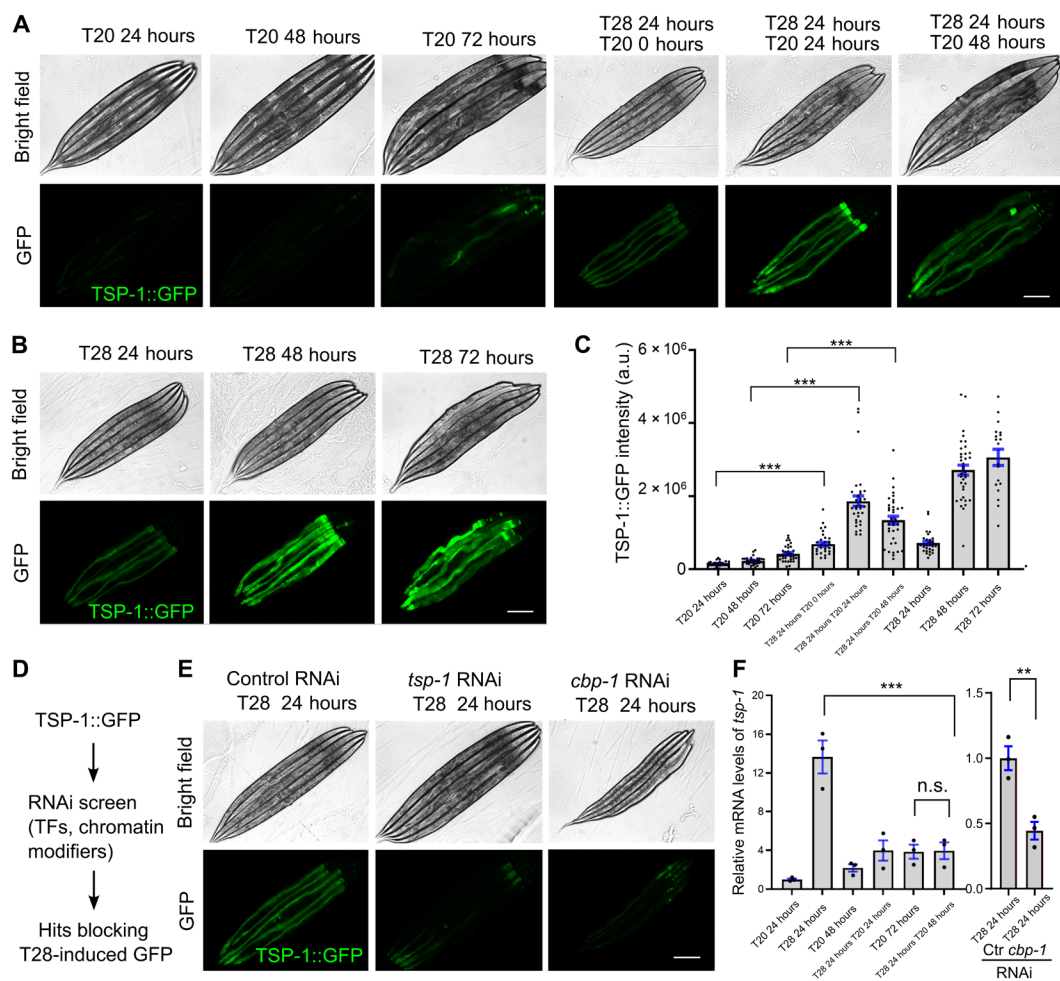 A
T20 24 hours
T20 48 hours
T20 72 hours
T28 24 hours
T20 0 hours
T28 24 hours
T20 24 hours
T28 24 hours
T20 48 hours
Bright field
GFP
TSP-1::GFP
B
T28 24 hours
T28 48 hours
T28 72 hours
Bright field
GFP
TSP-1::GFP
C
TSP-1::GFP intensity (a.u.)
6 × 10⁶
4 × 10⁶
2 × 10⁶
0
***
***
***
T20 24 hours
T20 48 hours
T20 72 hours
T28 24 hours T20 0 hours
T28 24 hours T20 24 hours
T28 24 hours T20 48 hours
T28 24 hours
T28 48 hours
T28 72 hours
D
TSP-1::GFP
RNAi screen
(TFs, chromatin
modifiers)
Hits blocking
T28-induced GFP
E
Control RNAi
T28 24 hours
tsp-1 RNAi
T28 24 hours
cbp-1 RNAi
T28 24 hours
Bright field
GFP
TSP-1::GFP
F
Relative mRNA levels of tsp-1
20
16
12
8
4
0
***
n.s.
T20 24 hours
T28 24 hours
T20 48 hours
T28 24 hours T20 24 hours
T20 72 hours
T28 24 hours T20 48 hours
1.5
1.0
0.5
0.0
**
T28 24 hours
T28 24 hours
Ctr cbp-1
RNAi